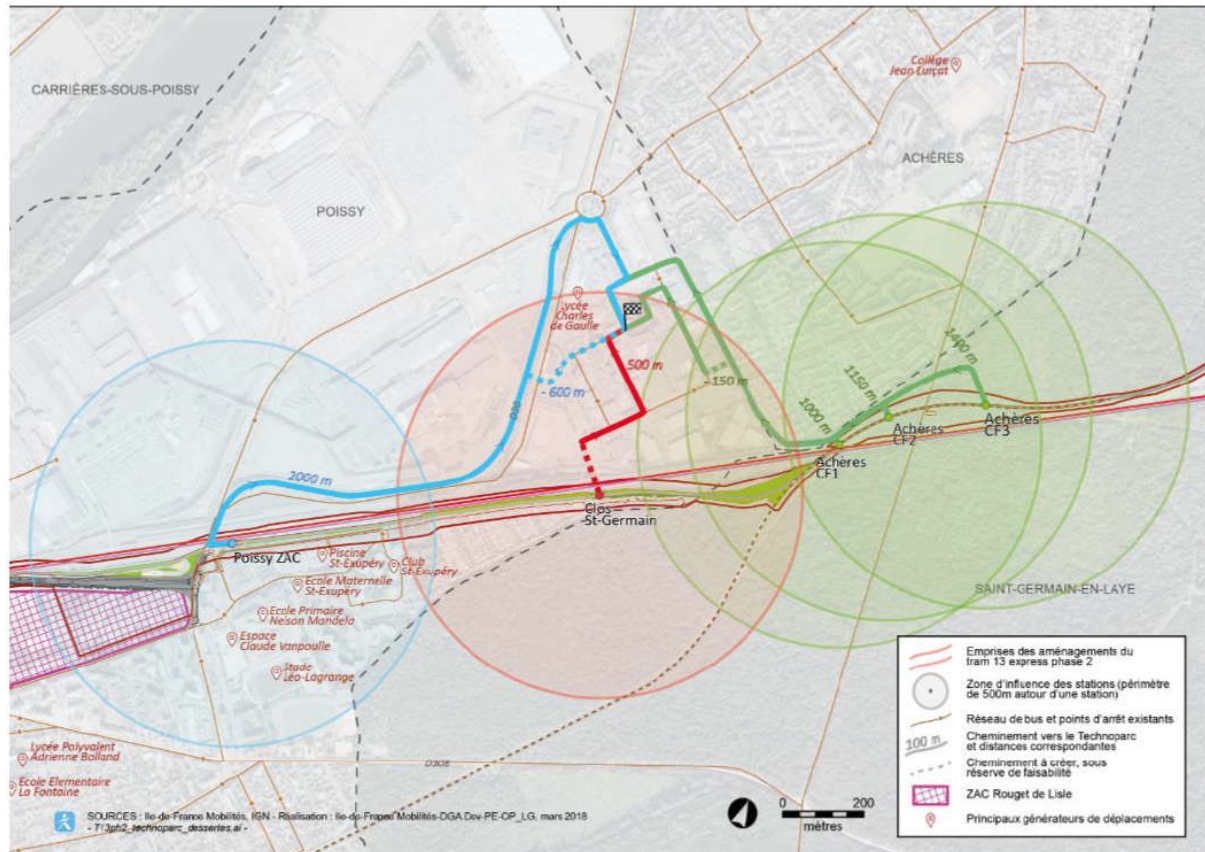 CARRIÈRES-SOUS-POISSY
Collège
Jean Lurçat
ACHÈRES
POISSY
Lycée
Charles
de Gaulle
500 m
- 600 m
- 150 m
D30
2000 m
1000 m
1150 m
1400 m
Achères
CF1
Achères
CF2
Achères
CF3
Clos
St-Germain
Poissy ZAC
Piscine
St-Exupéry
Club
St-Exupéry
Ecole Maternelle
St-Exupéry
Ecole Primaire
Nelson Mandela
Espace
Claude Vanpoulle
Stade
Léo-Lagrange
SAINT-GERMAIN-EN-LAYE
Lycée Polyvalent
Adrienne Bolland
Ecole Elementaire
La Fontaine
D308
Emprises des aménagements du
tram 13 express phase 2
Zone d'influence des stations (périmètre
de 500m autour d'une station)
Réseau de bus et points d'arrêt existants
100 m
Cheminement vers le Technoparc
et distances correspondantes
Cheminement à créer, sous
réserve de faisabilité
ZAC Rouget de Lisle
Principaux générateurs de déplacements
0 200
mètres
SOURCES : Ile-de-France Mobilités, IGN - Réalisation : Ile-de-France Mobilités-DGA Dev-PE-OP_LG, mars 2018
- T13ph2_technoparc_dessertes.ai -